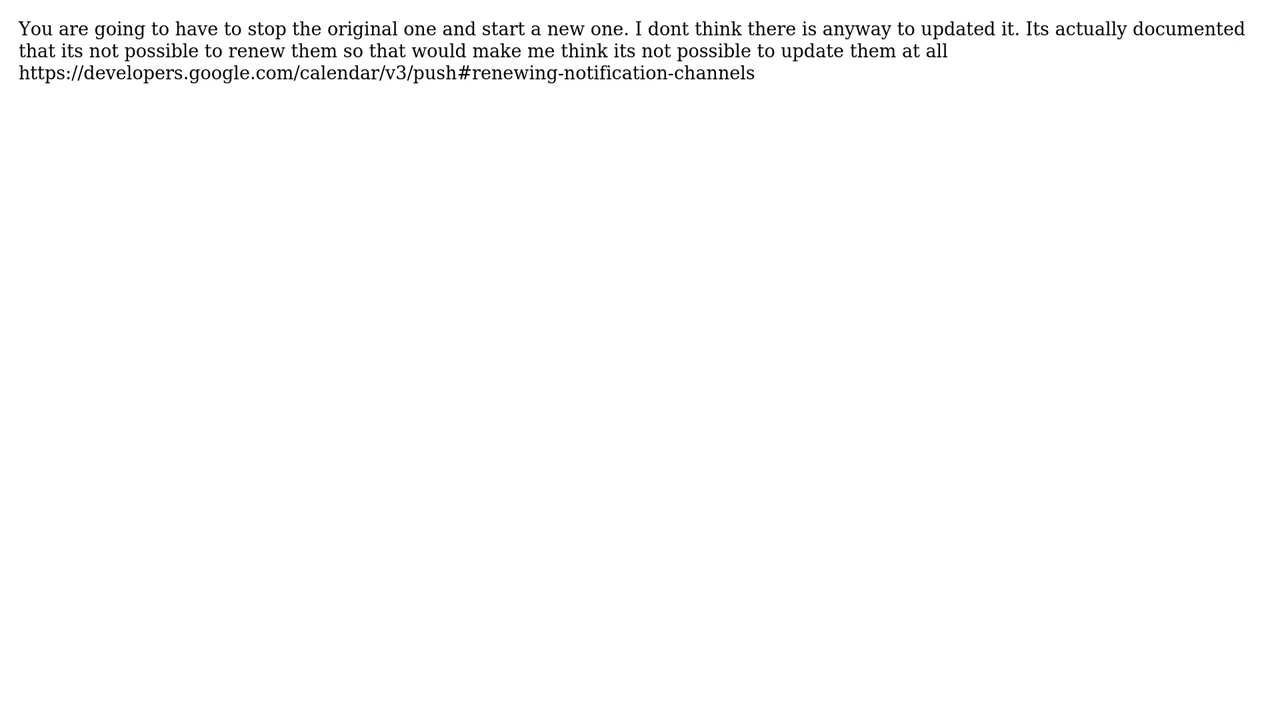 You are going to have to stop the original one and start a new one. I dont think there is anyway to updated it. Its actually documented
that its not possible to renew them so that would make me think its not possible to update them at all
https://developers.google.com/calendar/v3/push#renewing-notification-channels